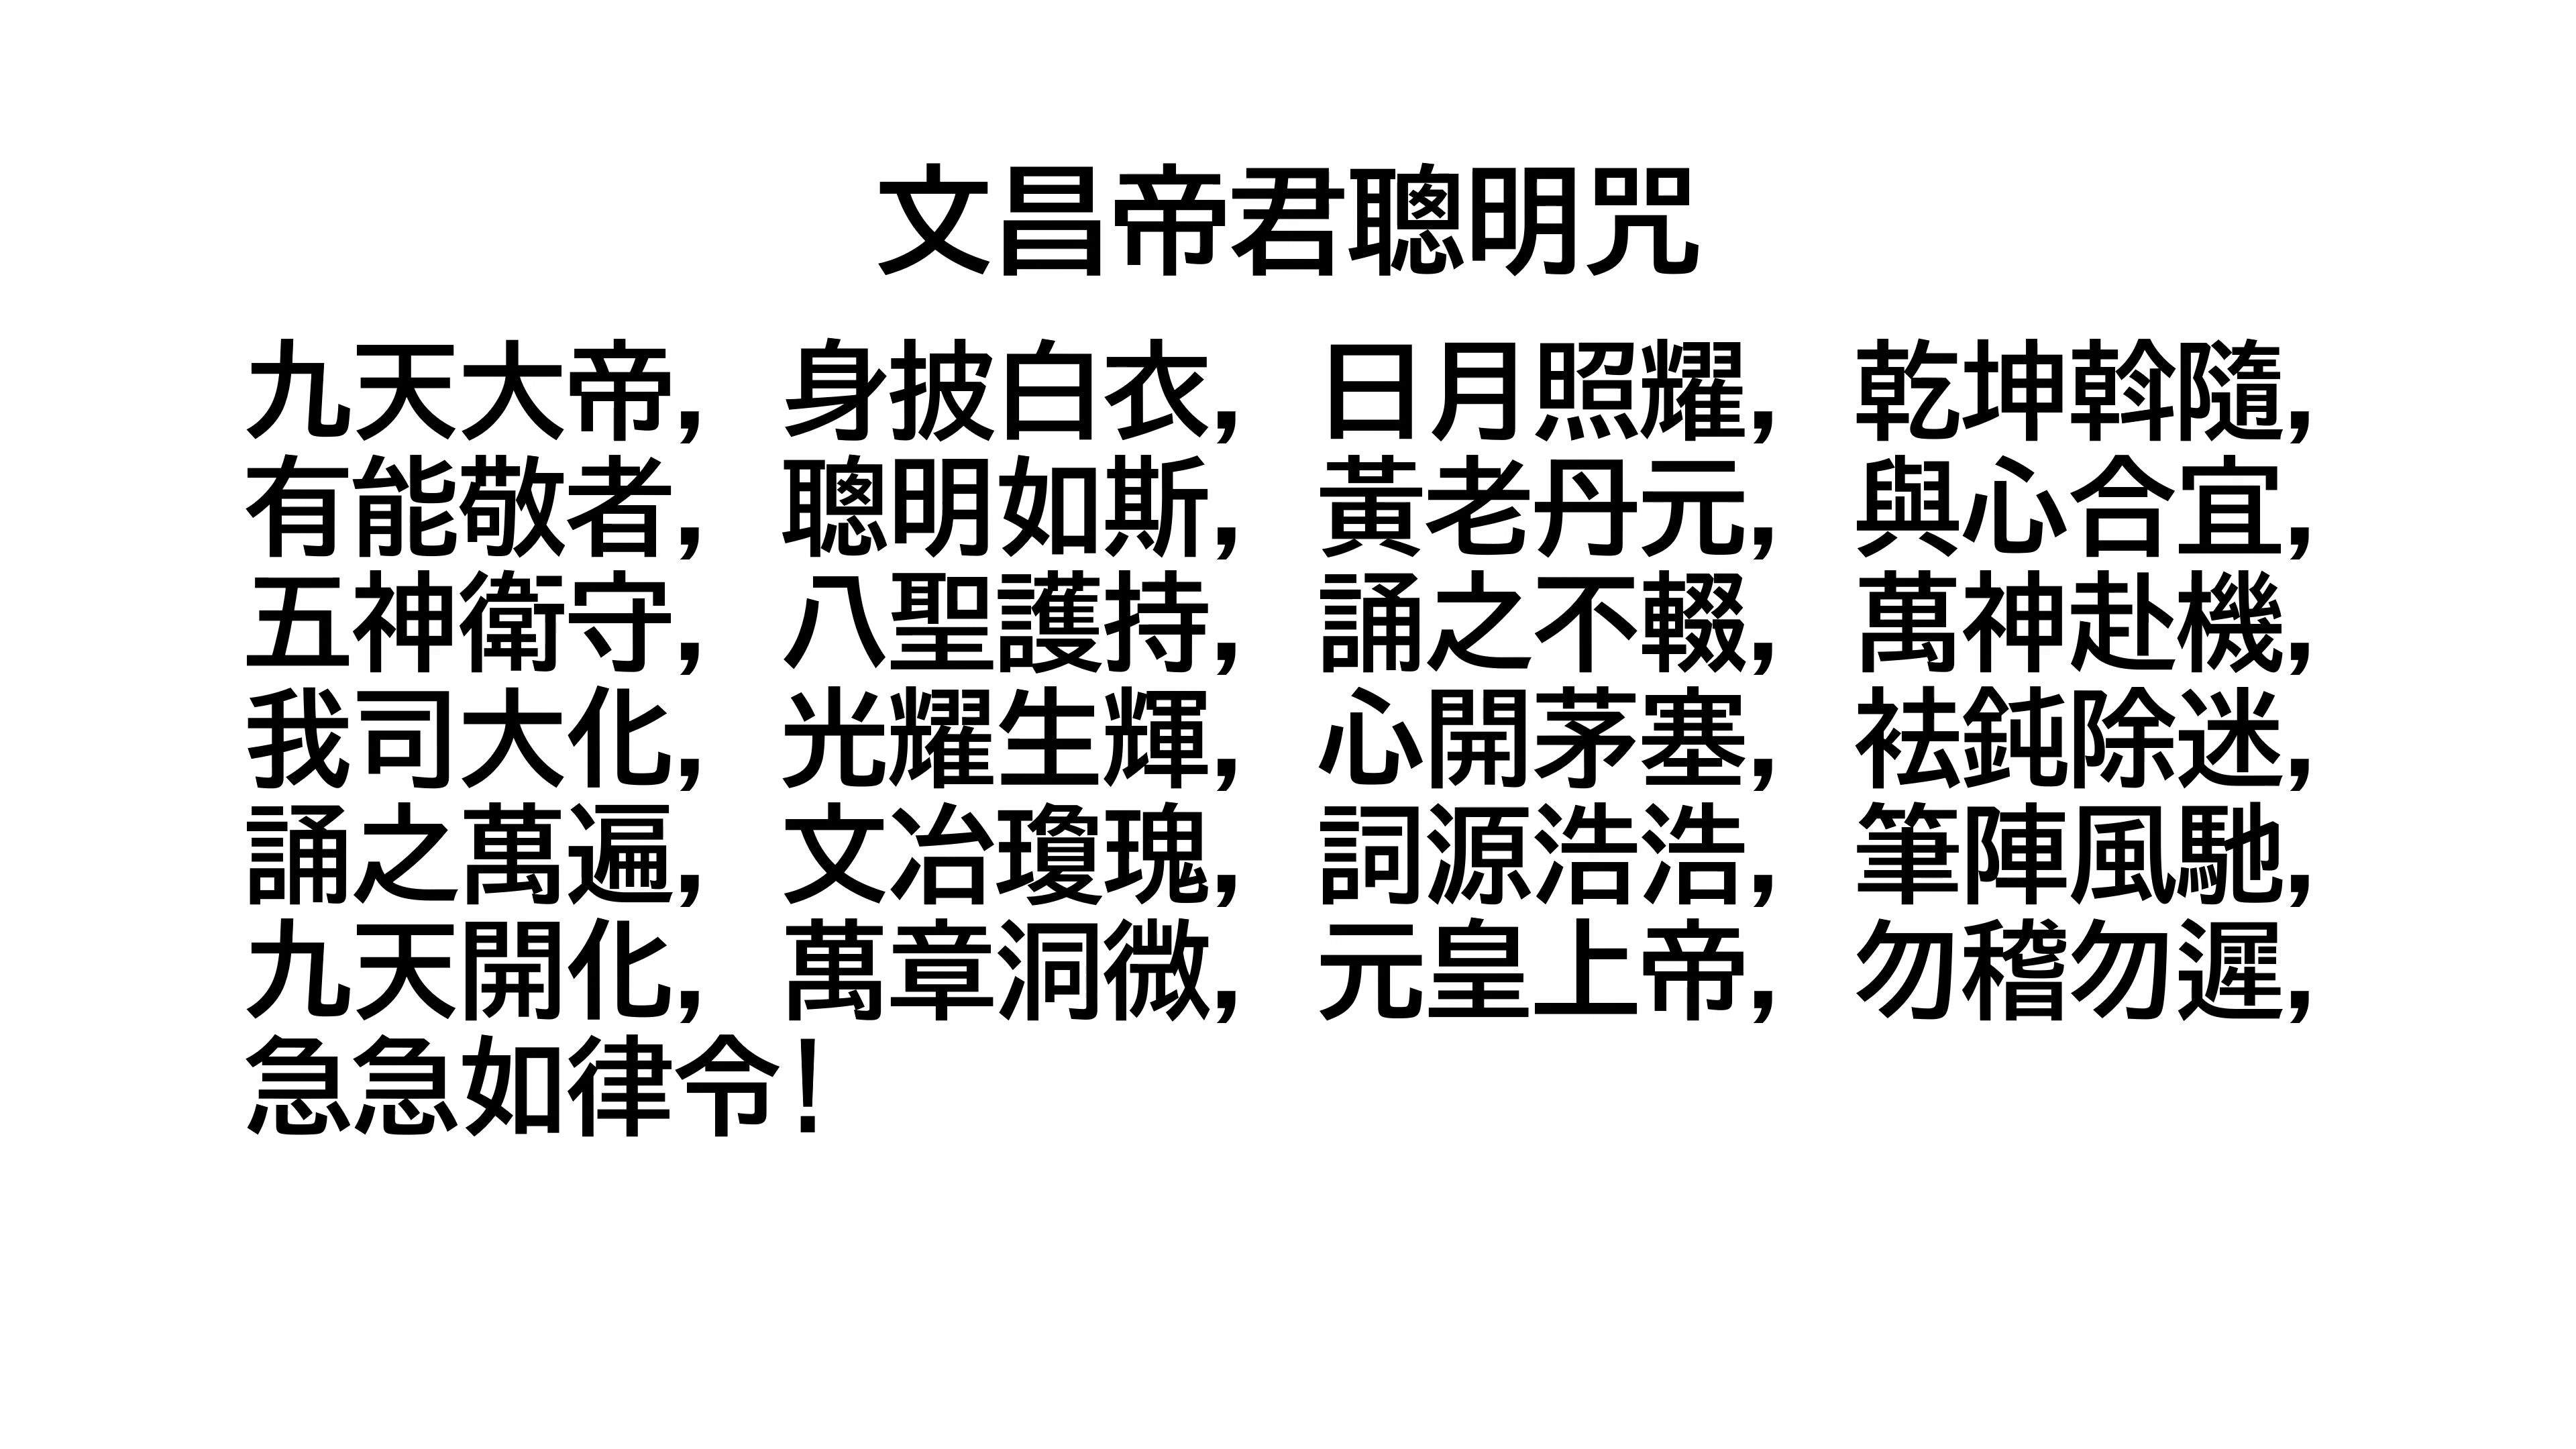 文昌帝君聰明咒
九天大帝，身披白衣，日月照耀，乾坤斡隨，
有能敬者，聰明如斯，黃老丹元，與心合宜，
五神衛守，八聖護持，誦之不輟，萬神赴機，
我司大化，光耀生輝，心開茅塞，袪鈍除迷，
誦之萬遍，文冶瓊瑰，詞源浩浩，筆陣風馳，
九天開化，萬章洞微，元皇上帝，勿稽勿遲，
急急如律令！